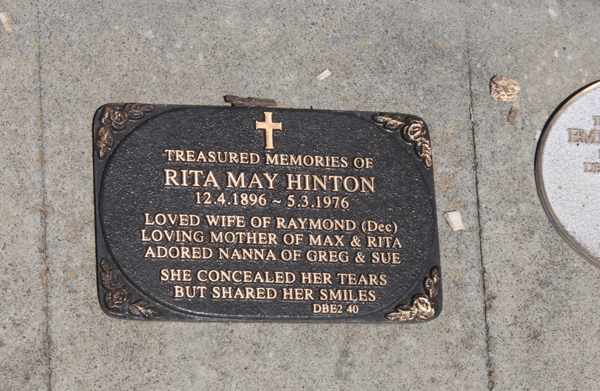 TREASURED MEMORIES OF
RITA MAY HINTON
12.4.1896 ~ 5.3.1976
LOVED WIFE OF RAYMOND (Dec)
LOVING MOTHER OF MAX & RITA
ADORED NANNA OF GREG & SUE
SHE CONCEALED HER TEARS
BUT SHARED HER SMILES
DBE2 40